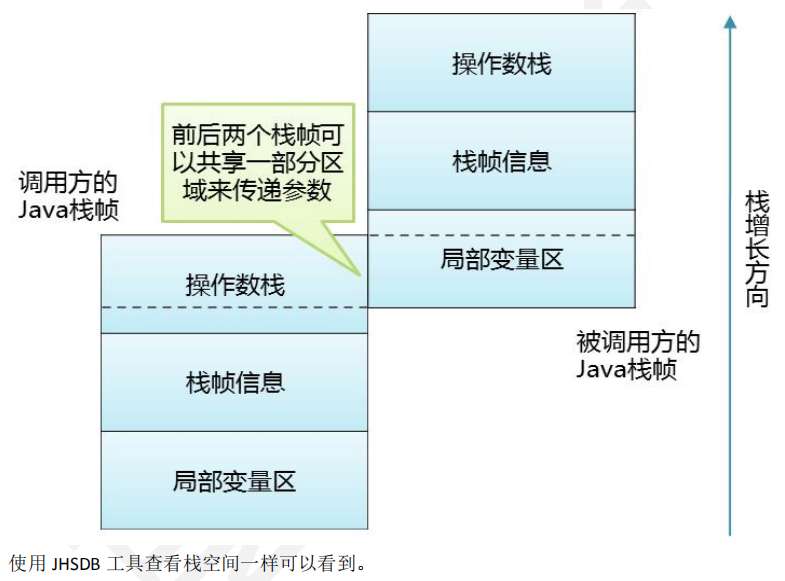 操作数栈
前后两个栈帧可
以共享一部分区
域来传递参数
栈帧信息
调用方的
Java栈帧
局部变量区
操作数栈
栈增长方向
被调用方的
Java栈帧
栈帧信息
局部变量区
使用 JHSDB 工具查看栈空间一样可以看到。